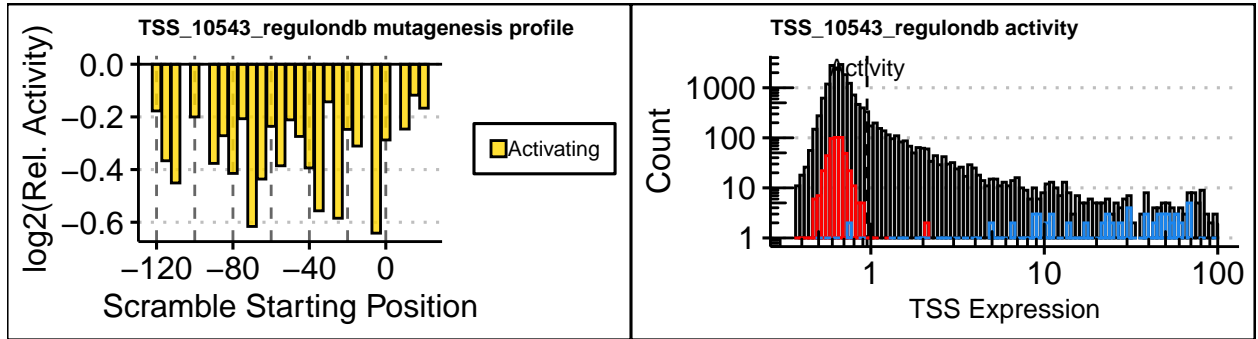 TSS_10543_regulondb mutagenesis profile
log2(Rel. Activity)
0.0
−0.2
−0.4
−0.6
−120
−80
−40
0
Scramble Starting Position
Activating
TSS_10543_regulondb activity
Count
1000
100
10
1
1
10
100
TSS Expression